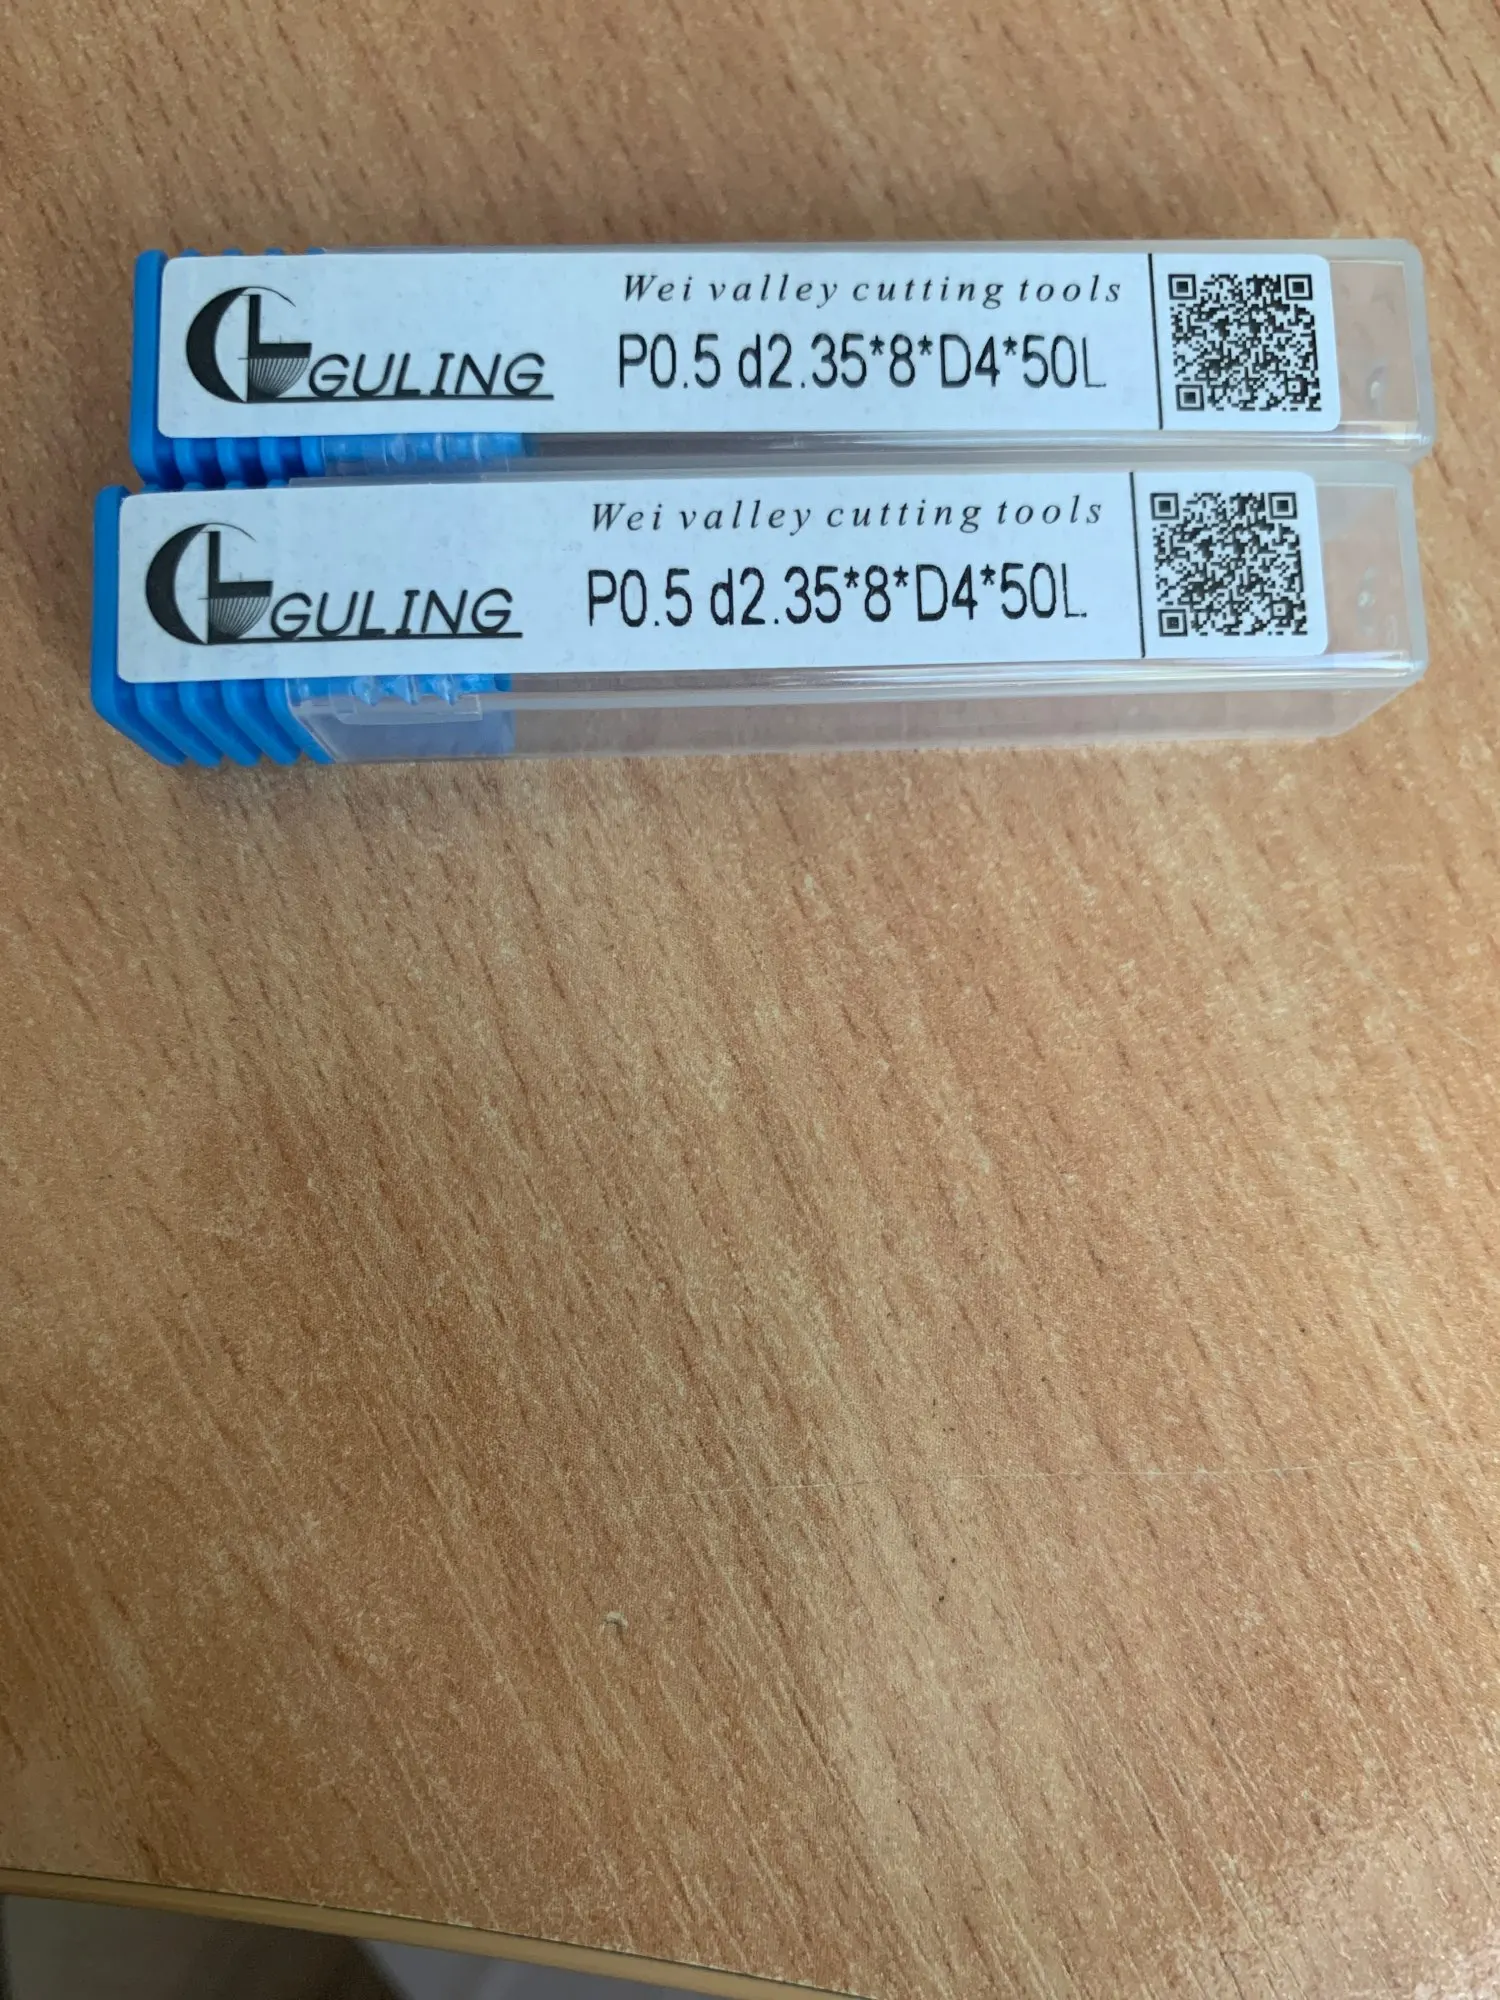 Wei valley cutting tools
GULING
P0.5 d2.35*8*D4*50L
Wei valley cutting tools
GULING
P0.5 d2.35*8*D4*50L